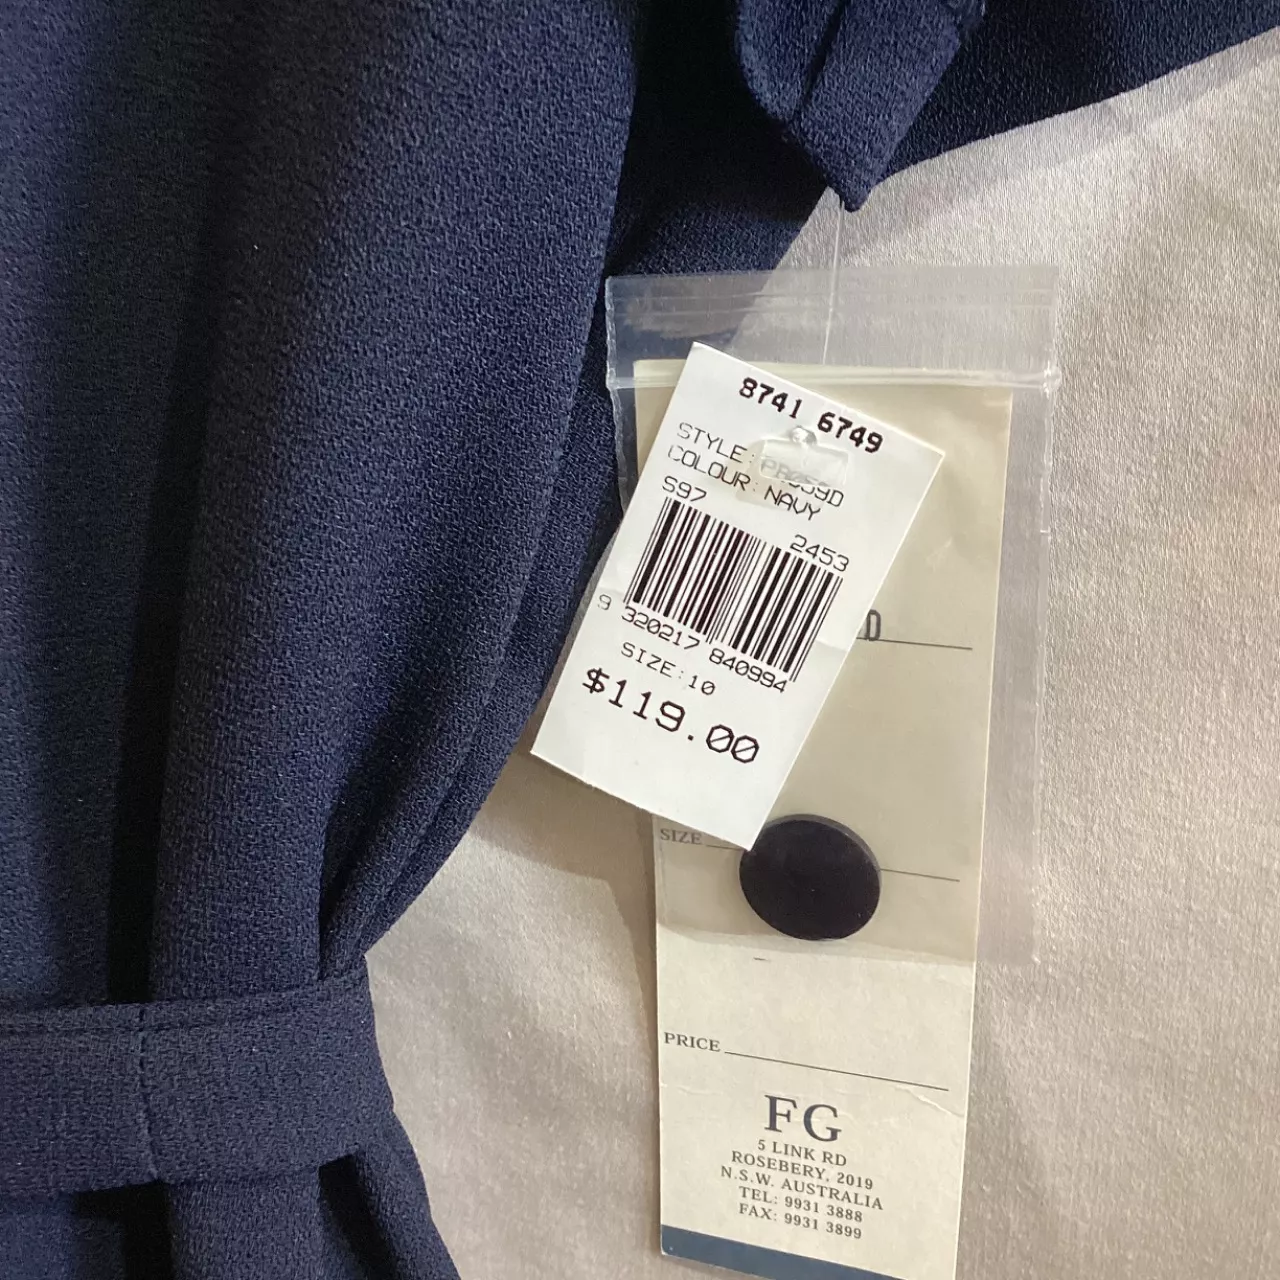 8741 6749
STYLE:
COLOUR: NAVY
S97
2453
9 320217 840994
SIZE:10
$119.00
D
SIZE
PRICE
FG
5 LINK RD
ROSEBERY, 2019
N.S.W. AUSTRALIA
TEL: 9931 3888
FAX: 9931 3899